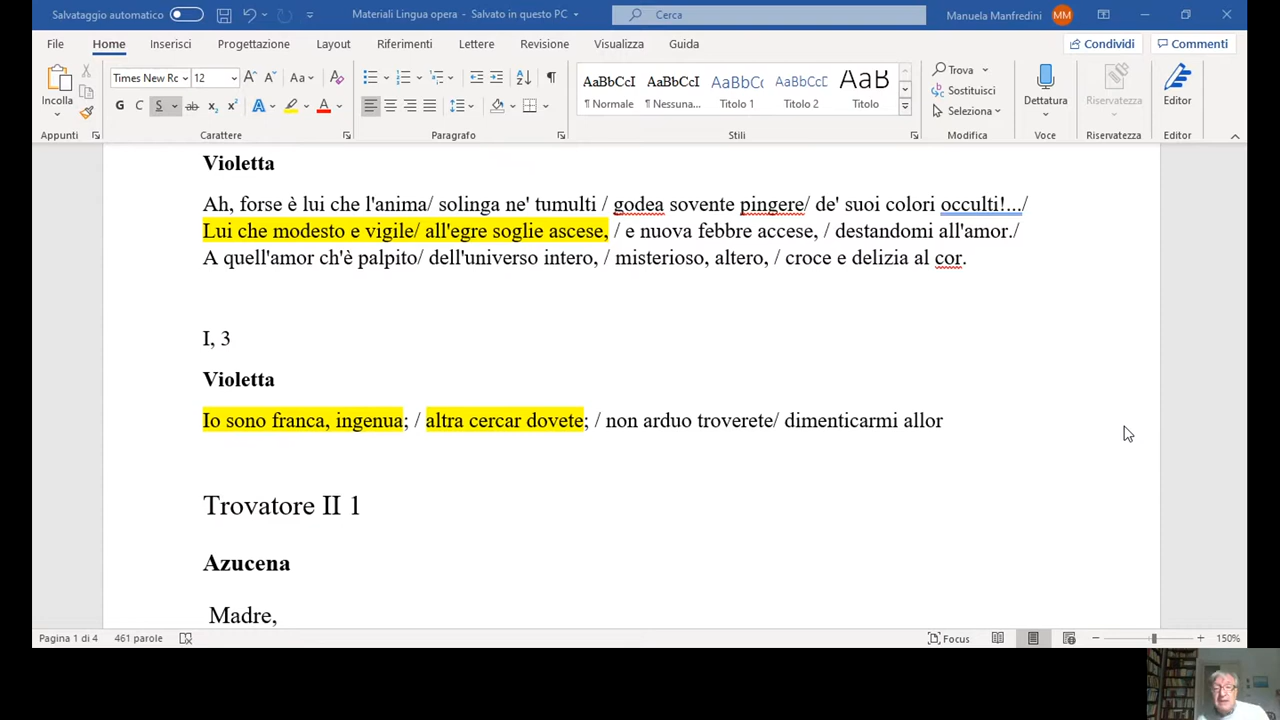 Salvataggio automatico Materiali Lingua opera - Salvato in questo PC Cerca Manuela Manfredini MM
File Home Inserisci Progettazione Layout Riferimenti Lettere Revisione Visualizza Guida Condividi Commenti
Incolla
Appunti
Times New Rc 12 Aa
G C S ab x₂ x² A A
Carattere
Paragrafo
AaBbCcI AaBbCcI AaBbCc AaBbCcD AaB
¶ Normale ¶ Nessuna... Titolo 1 Titolo 2 Titolo
Stili
Trova
Sostituisci
Seleziona
Modifica
Dettatura
Voce
Riservatezza
Riservatezza
Editor
Editor
Violetta
Ah, forse è lui che l'anima/ solinga ne' tumulti / godea sovente pingere/ de' suoi colori occulti!.../
Lui che modesto e vigile/ all'egre soglie ascese, / e nuova febbre accese, / destandomi all'amor./
A quell'amor ch'è palpito/ dell'universo intero, / misterioso, altero, / croce e delizia al cor.
I, 3
Violetta
Io sono franca, ingenua; / altra cercar dovete; / non arduo troverete/ dimenticarmi allor
Trovatore II 1
Azucena
Madre,
Pagina 1 di 4 461 parole Focus 150%